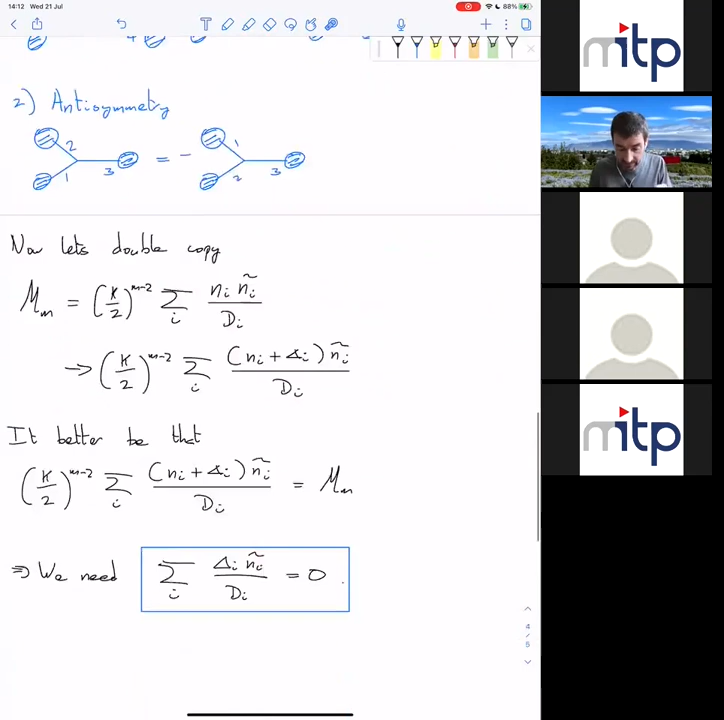 14:12 Wed 21 Jul
88%
2) Antisymmetry
2 1
1 3 = - 2 3
Now lets double copy
M_m = (κ/2)^{m-2} Σ_i n_i ñ_i / D_i
→ (κ/2)^{m-2} Σ_i (n_i + Δ_i) ñ_i / D_i
It better be that
(κ/2)^{m-2} Σ_i (n_i + Δ_i) ñ_i / D_i = M_m
⇒ We need Σ_i Δ_i ñ_i / D_i = 0.
4 / 5
mitp
mitp